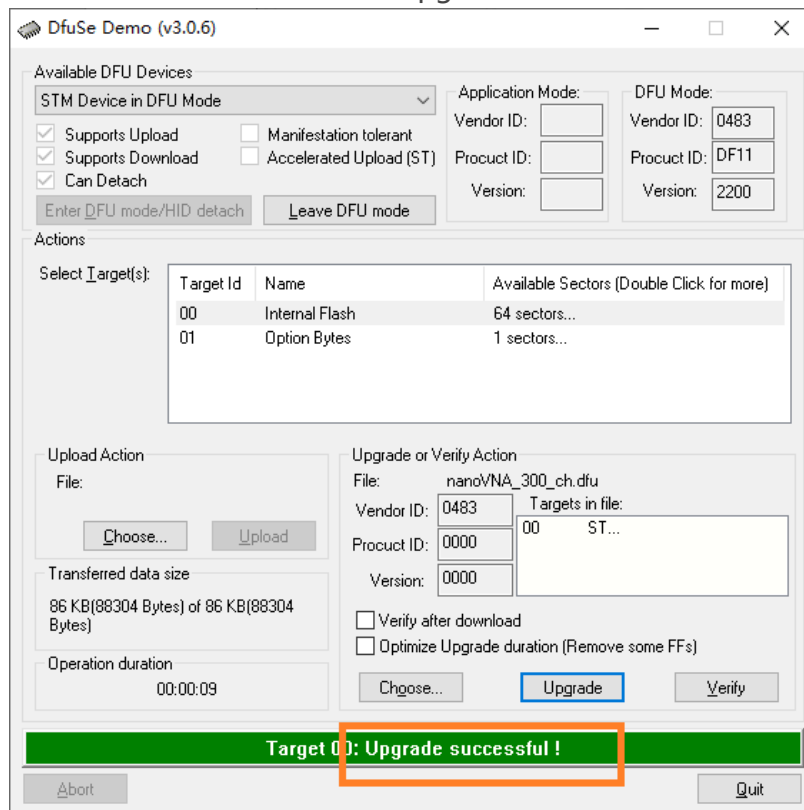 DfuSe Demo (v3.0.6)
Available DFU Devices
STM Device in DFU Mode
Supports Upload
Manifestation tolerant
Supports Download
Accelerated Upload (ST)
Can Detach
Enter DFU mode/HID detach
Leave DFU mode
Application Mode:
Vendor ID:
Procuct ID:
Version:
DFU Mode:
Vendor ID: 0483
Procuct ID: DF11
Version: 2200
Actions
Select Target(s):
Target Id Name Available Sectors (Double Click for more)
00 Internal Flash 64 sectors...
01 Option Bytes 1 sectors...
Upload Action
File:
Choose... Upload
Transferred data size
86 KB(88304 Bytes) of 86 KB(88304
Bytes)
Operation duration
00:00:09
Upgrade or Verify Action
File: nanoVNA_300_ch.dfu
Vendor ID: 0483
Procuct ID: 0000
Version: 0000
Targets in file:
00 ST...
Verify after download
Optimize Upgrade duration (Remove some FFs)
Choose... Upgrade Verify
Target 00: Upgrade successful !
Abort Quit